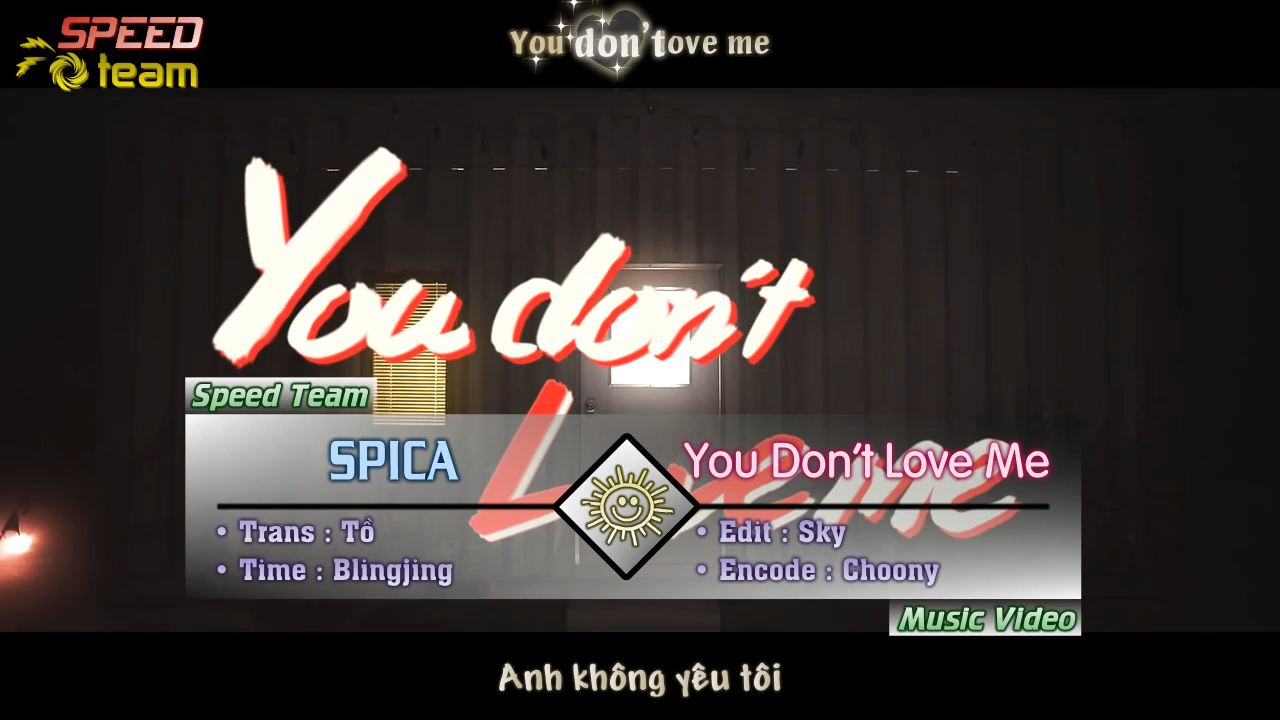 SPEED
team
You don't ove me
You don't
Love me
Speed Team
SPICA
You Don't Love Me
• Trans : Tồ
• Time : Blingjing
• Edit : Sky
• Encode : Choony
Music Video
Anh không yêu tôi